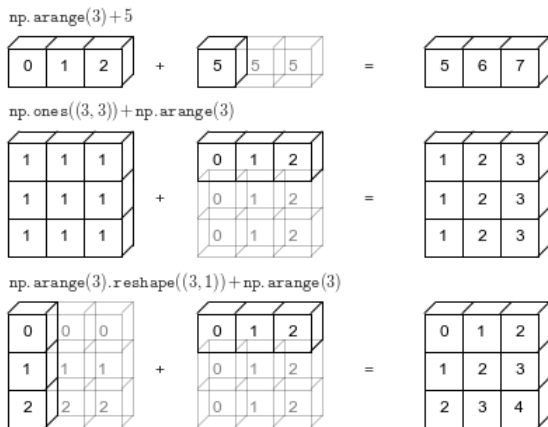 np.arange(3)+5
0 1 2 + 5 5 5 = 5 6 7
np.ones((3, 3))+np.arange(3)
1 1 1 0 1 2 1 2 3
1 1 1 + 0 1 2 = 1 2 3
1 1 1 0 1 2 1 2 3
np.arange(3).reshape((3, 1))+np.arange(3)
0 0 0 0 1 2 0 1 2
1 1 1 + 0 1 2 = 1 2 3
2 2 2 0 1 2 2 3 4